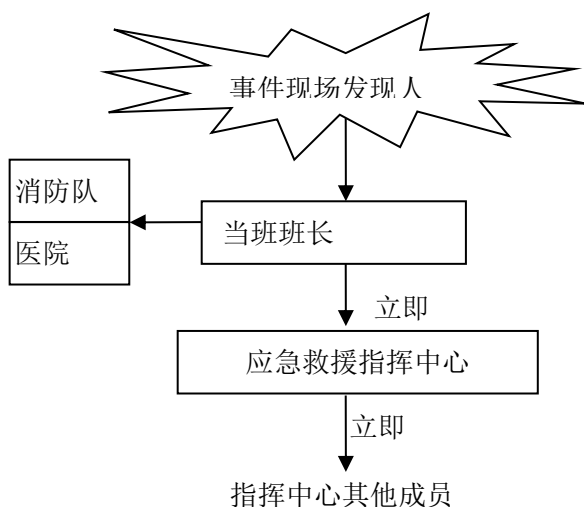 事件现场发现人
消防队
医院
当班班长
立即
应急救援指挥中心
立即
指挥中心其他成员